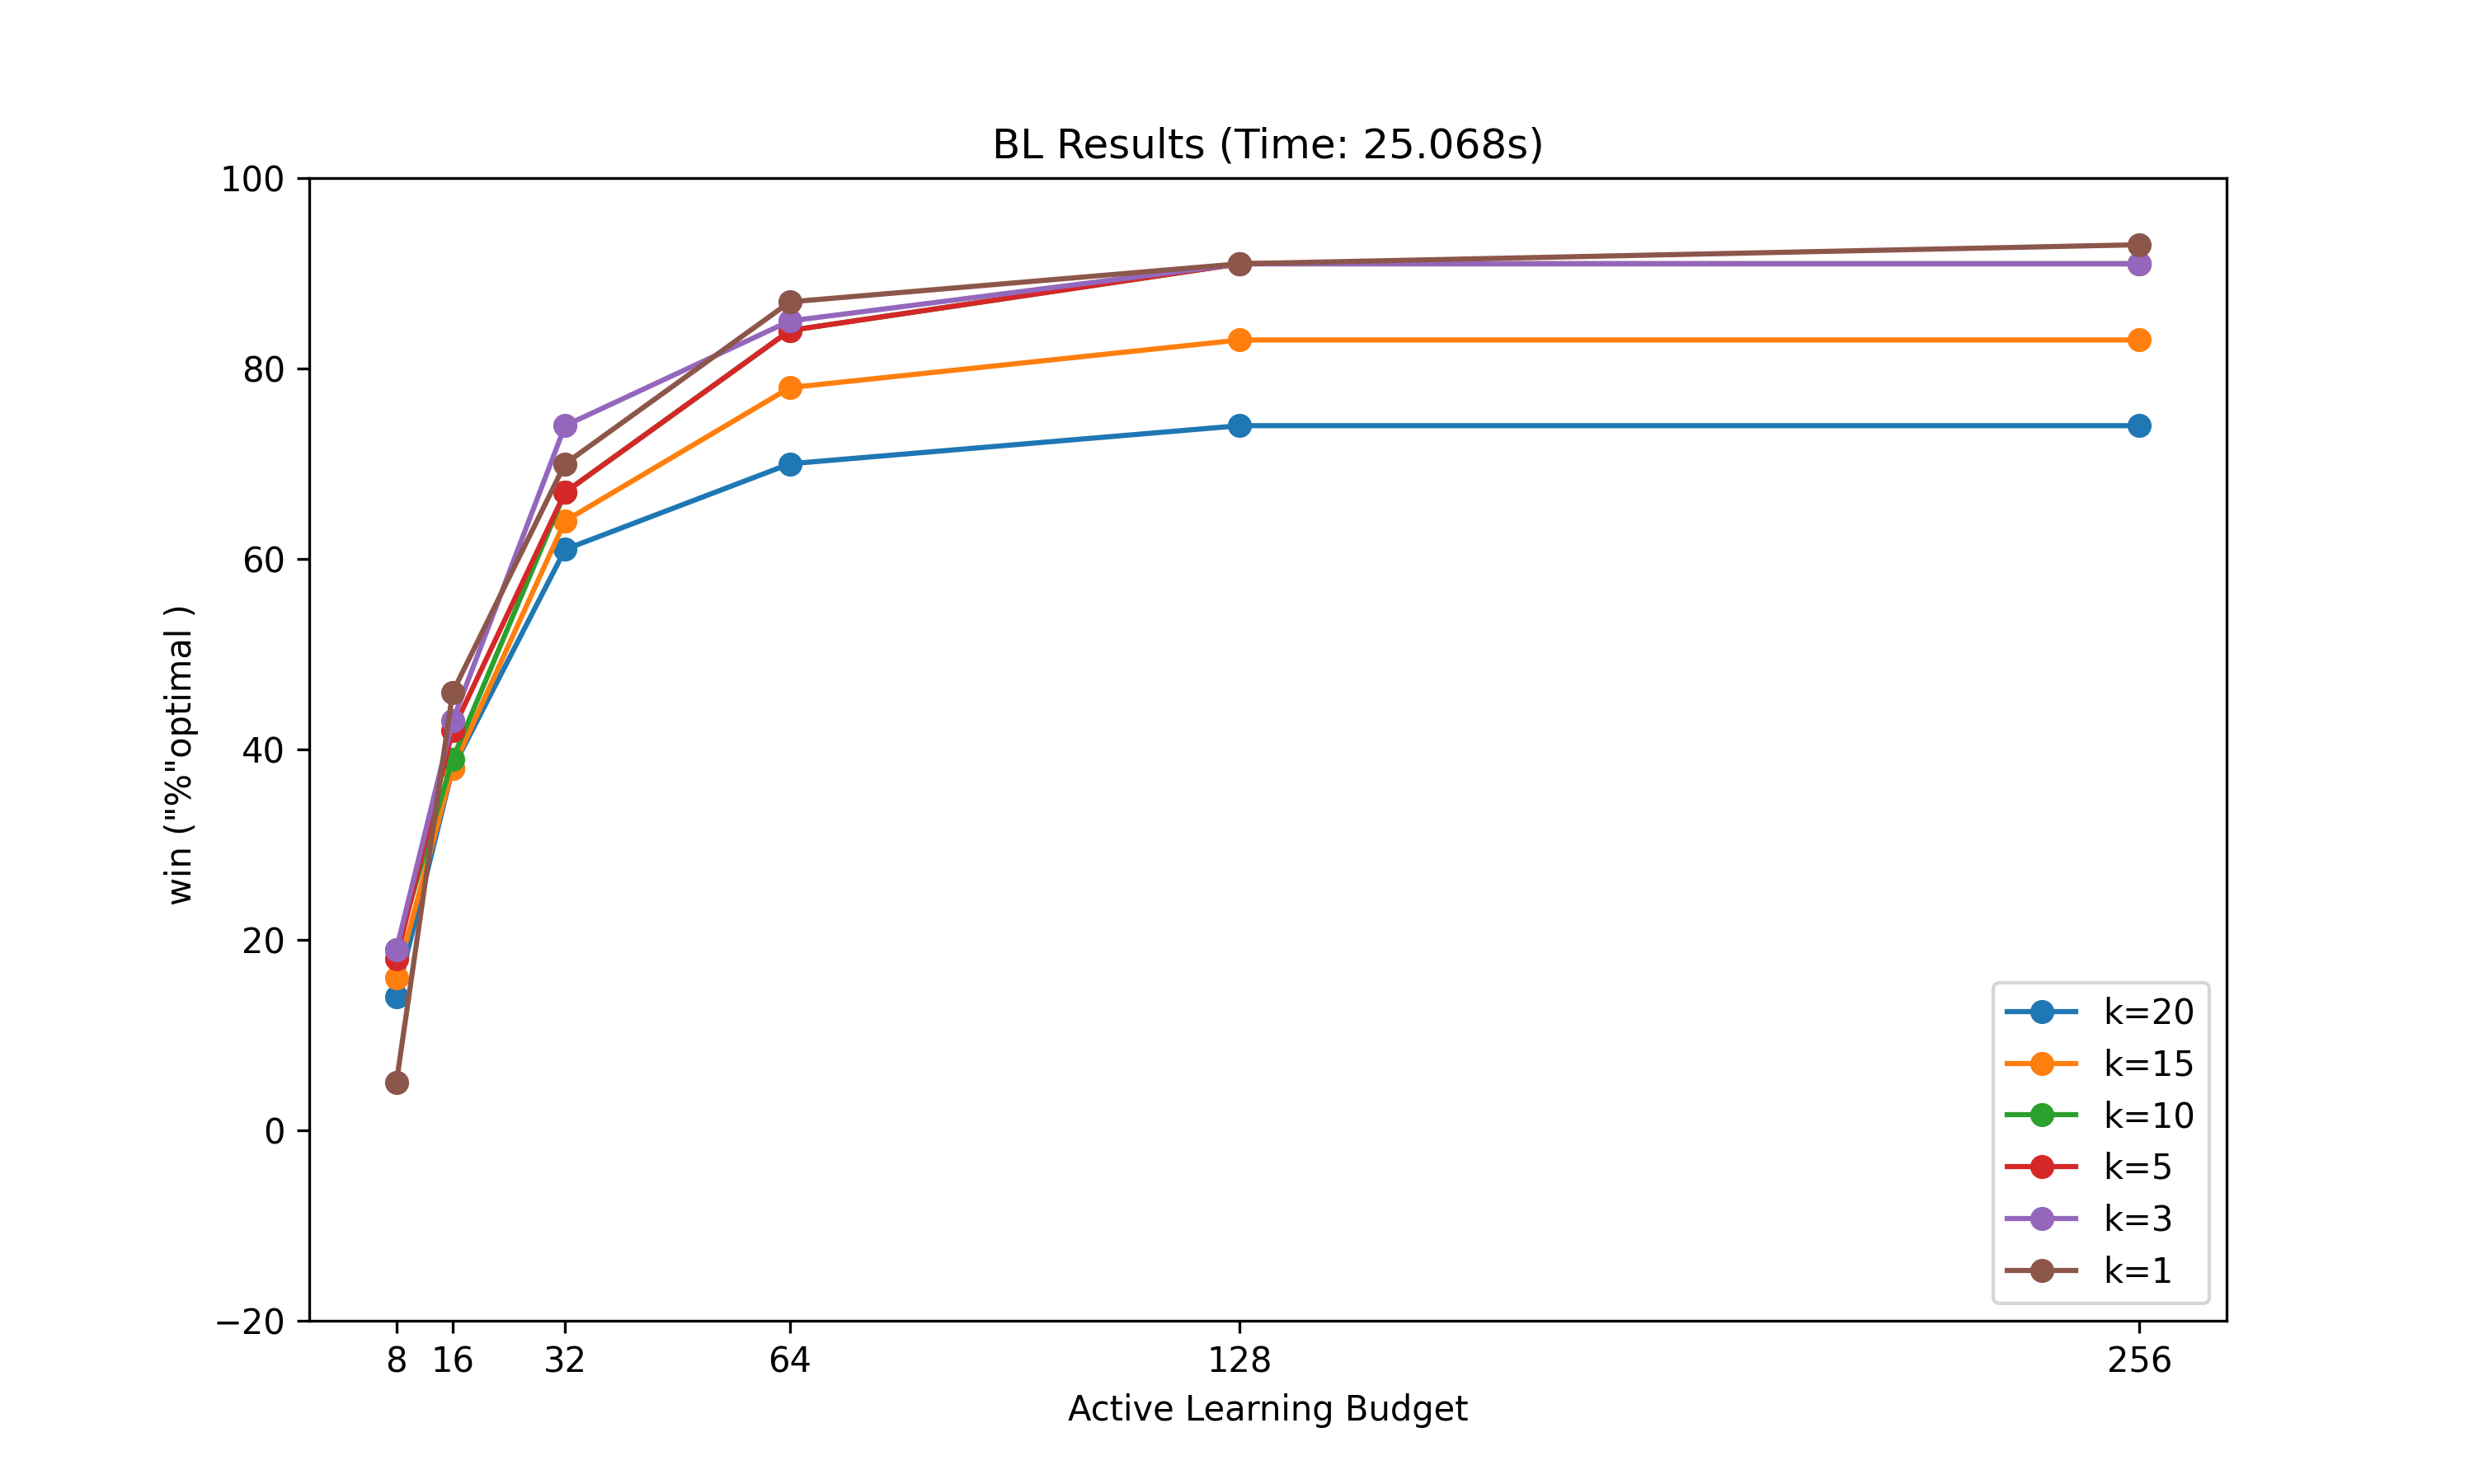 BL Results (Time: 25.068s)
100
80
60
40
20
0
−20
win ("%"optimal )
8 16 32 64 128 256
Active Learning Budget
k=20
k=15
k=10
k=5
k=3
k=1